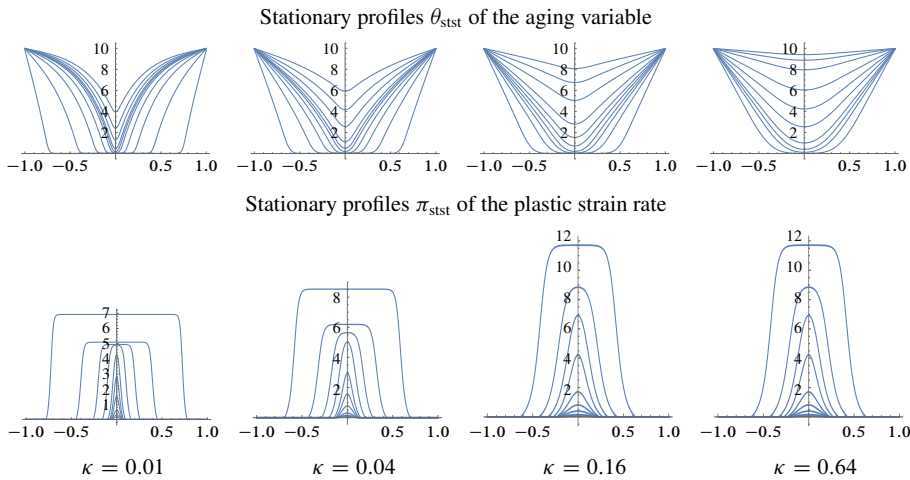 Stationary profiles θstst of the aging variable
10 10 10 10
8 8 8 8
6 6 6 6
4 4 4 4
2 2 2 2
−1.0 −0.5 0.5 1.0 −1.0 −0.5 0.5 1.0 −1.0 −0.5 0.5 1.0 −1.0 −0.5 0.5 1.0
Stationary profiles πstst of the plastic strain rate
12 12
10 10
8 8 8
7
6 6 6
5
4 4 4 4
3
2 2 2 2
1
−1.0 −0.5 0.5 1.0 −1.0 −0.5 0.5 1.0 −1.0 −0.5 0.5 1.0 −1.0 −0.5 0.5 1.0
κ = 0.01 κ = 0.04 κ = 0.16 κ = 0.64